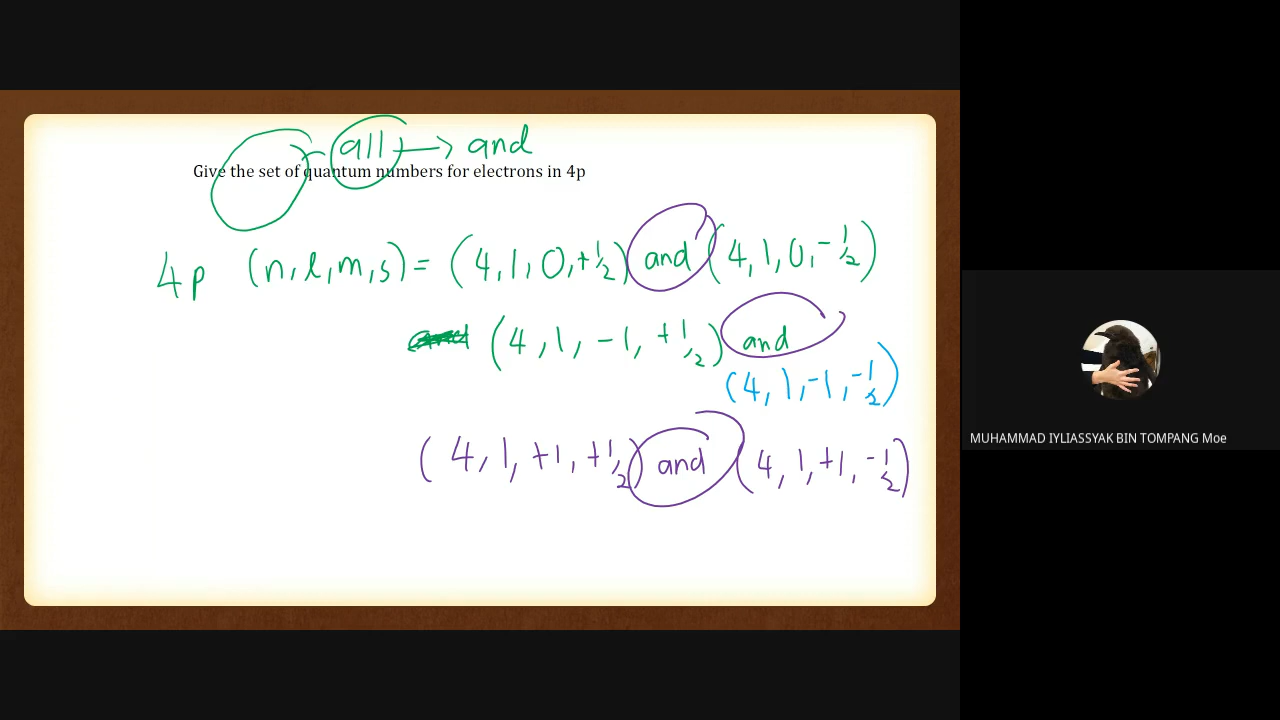 all → and
Give the set of quantum numbers for electrons in 4p
4p (n, l, m, s) = (4, 1, 0, +1/2) and (4, 1, 0, -1/2)
(4, 1, -1, +1/2) and
(4, 1, -1, -1/2)
(4, 1, +1, +1/2) and (4, 1, +1, -1/2)
MUHAMMAD IYLIASSYAK BIN TOMPANG Moe